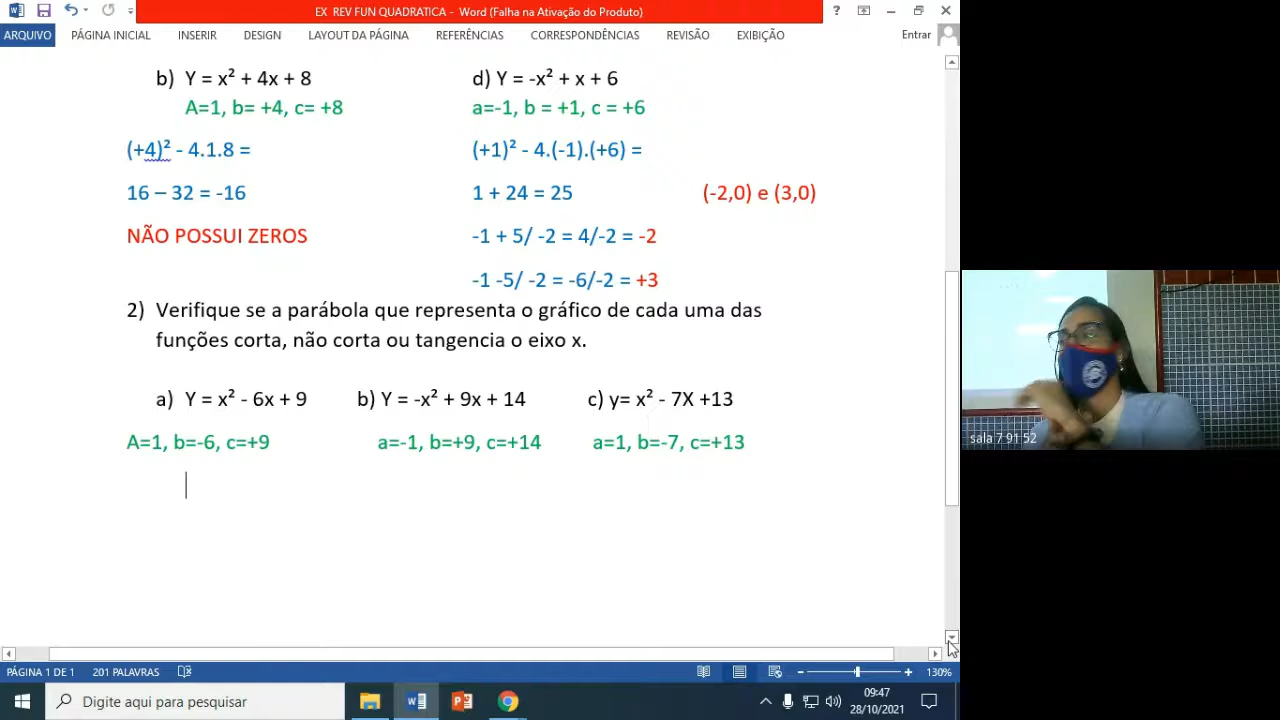 EX REV FUN QUADRATICA - Word (Falha na Ativação do Produto)
ARQUIVO PÁGINA INICIAL INSERIR DESIGN LAYOUT DA PÁGINA REFERÊNCIAS CORRESPONDÊNCIAS REVISÃO EXIBIÇÃO Entrar
b) Y = x² + 4x + 8
A=1, b= +4, c= +8
(+4)² - 4.1.8 =
16 – 32 = -16
NÃO POSSUI ZEROS
d) Y = -x² + x + 6
a=-1, b = +1, c = +6
(+1)² - 4.(-1).(+6) =
1 + 24 = 25 (-2,0) e (3,0)
-1 + 5/ -2 = 4/-2 = -2
-1 -5/ -2 = -6/-2 = +3
2) Verifique se a parábola que representa o gráfico de cada uma das
funções corta, não corta ou tangencia o eixo x.
a) Y = x² - 6x + 9 b) Y = -x² + 9x + 14 c) y= x² - 7X +13
A=1, b=-6, c=+9 a=-1, b=+9, c=+14 a=1, b=-7, c=+13
sala 7 91 52
PÁGINA 1 DE 1 201 PALAVRAS 130%
Digite aqui para pesquisar
09:47
28/10/2021